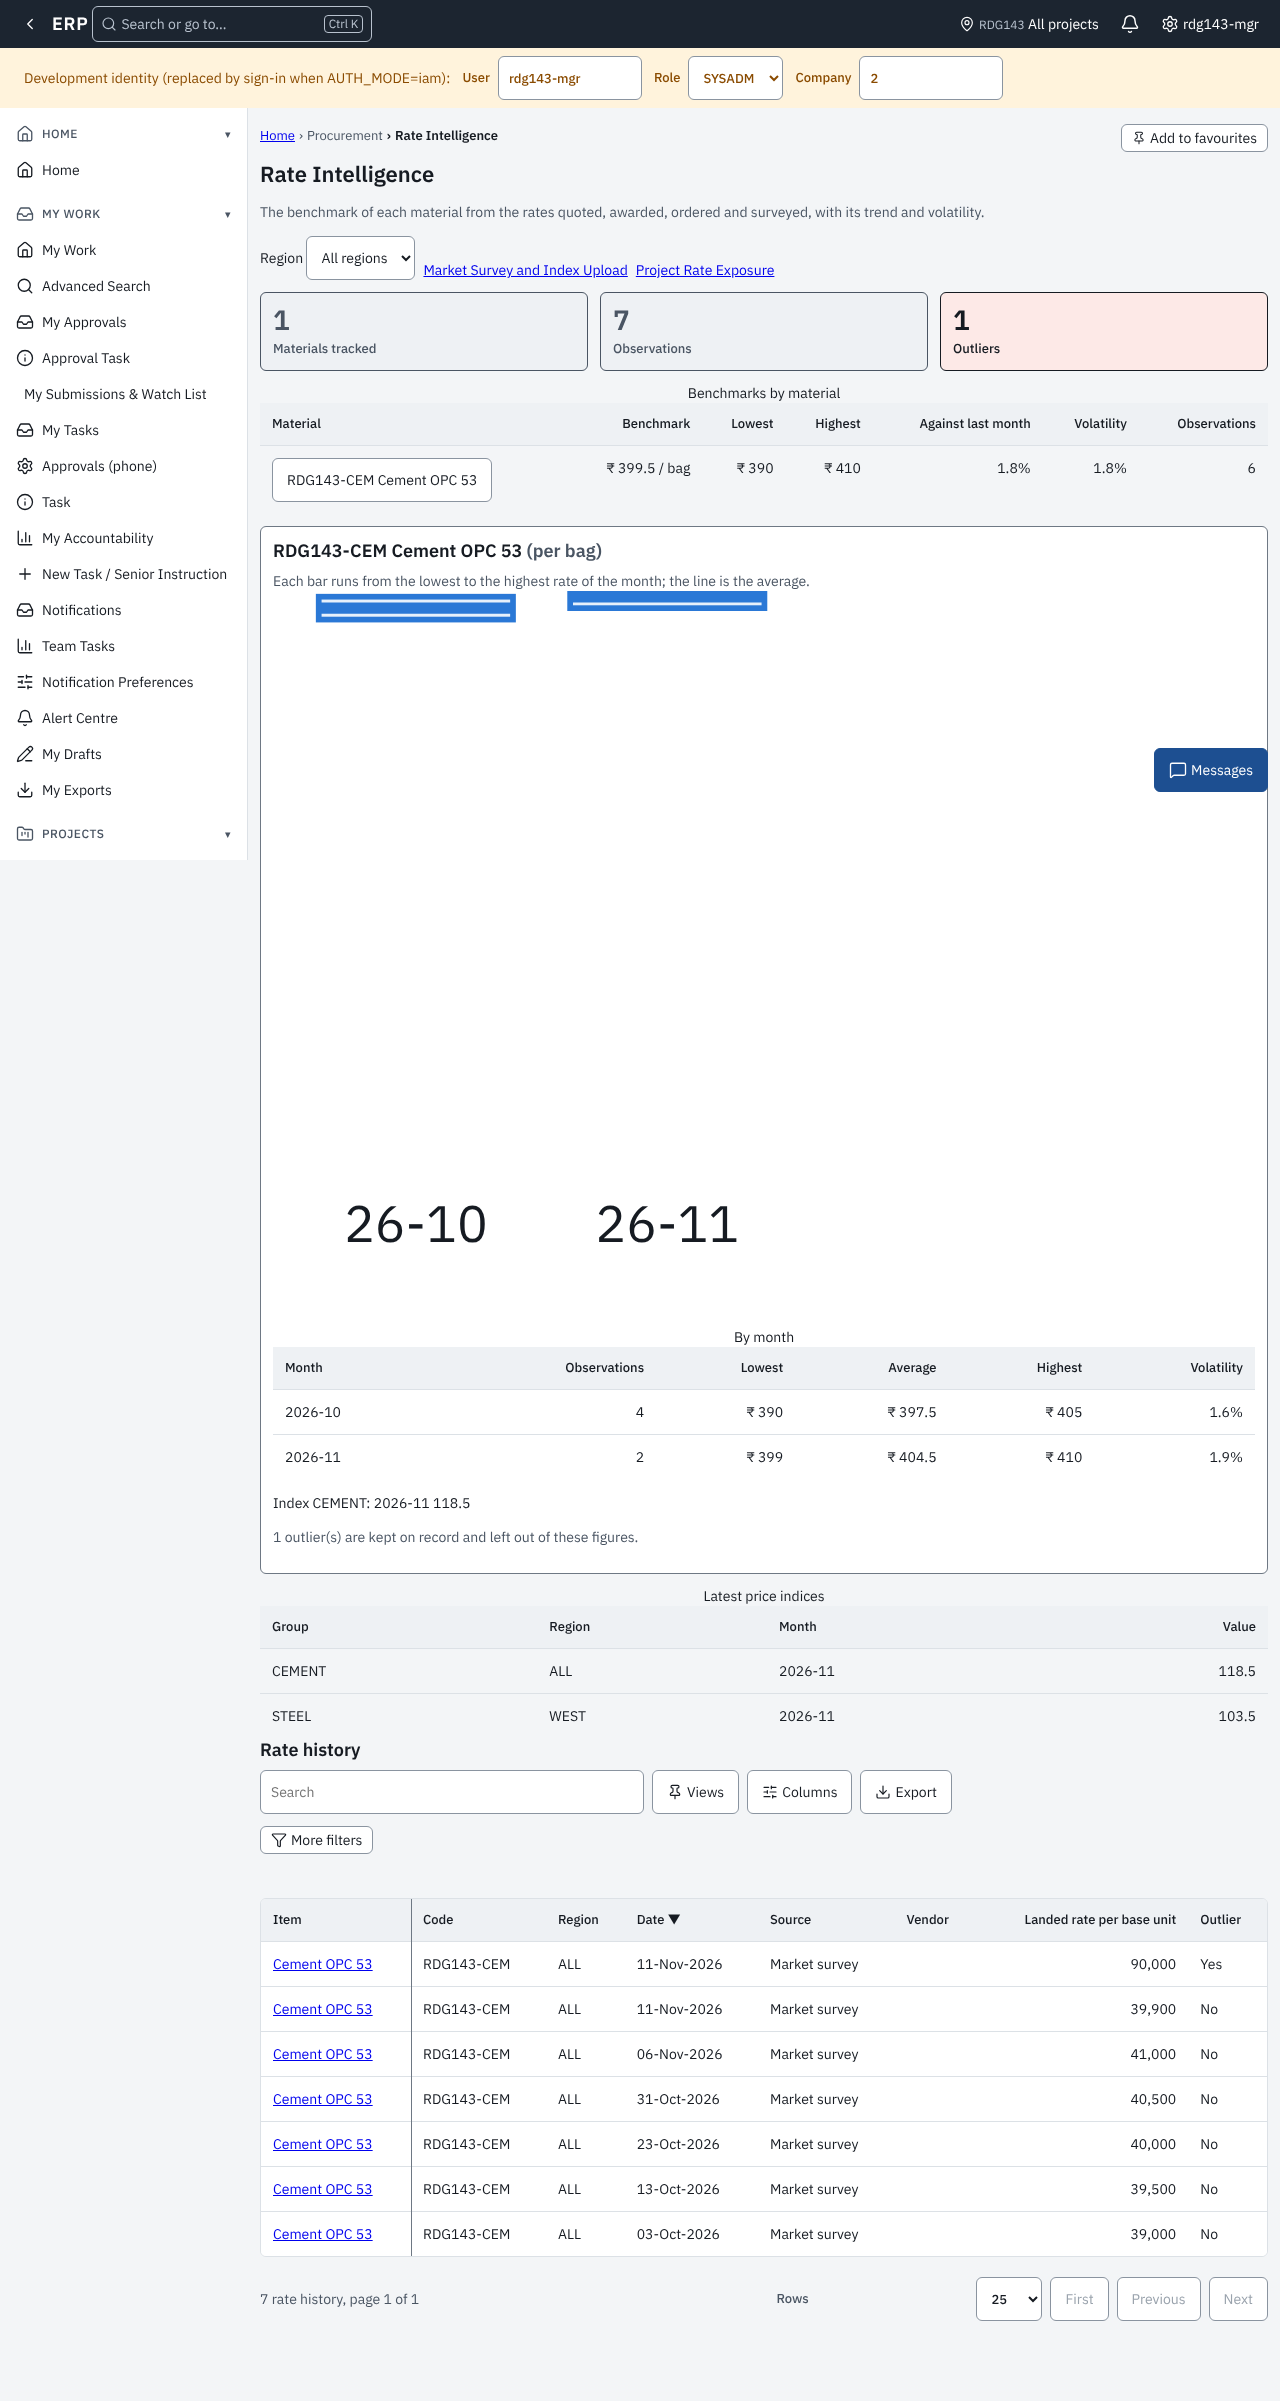 ERP Search or go to... Ctrl K RDG143 All projects rdg143-mgr
Development identity (replaced by sign-in when AUTH_MODE=iam): User rdg143-mgr Role SYSADM Company 2
HOME
Home
MY WORK
My Work
Advanced Search
My Approvals
Approval Task
My Submissions & Watch List
My Tasks
Approvals (phone)
Task
My Accountability
New Task / Senior Instruction
Notifications
Team Tasks
Notification Preferences
Alert Centre
My Drafts
My Exports
PROJECTS
Home › Procurement › Rate Intelligence
Add to favourites
Rate Intelligence
The benchmark of each material from the rates quoted, awarded, ordered and surveyed, with its trend and volatility.
Region All regions Market Survey and Index Upload Project Rate Exposure
1
Materials tracked
7
Observations
1
Outliers
Benchmarks by material
Material Benchmark Lowest Highest Against last month Volatility Observations
RDG143-CEM Cement OPC 53 ₹ 399.5 / bag ₹ 390 ₹ 410 1.8% 1.8% 6
RDG143-CEM Cement OPC 53 (per bag)
Each bar runs from the lowest to the highest rate of the month; the line is the average.
Messages
26-10 26-11
By month
Month Observations Lowest Average Highest Volatility
2026-10 4 ₹ 390 ₹ 397.5 ₹ 405 1.6%
2026-11 2 ₹ 399 ₹ 404.5 ₹ 410 1.9%
Index CEMENT: 2026-11 118.5
1 outlier(s) are kept on record and left out of these figures.
Latest price indices
Group Region Month Value
CEMENT ALL 2026-11 118.5
STEEL WEST 2026-11 103.5
Rate history
Search Views Columns Export
More filters
Item Code Region Date ▼ Source Vendor Landed rate per base unit Outlier
Cement OPC 53 RDG143-CEM ALL 11-Nov-2026 Market survey 90,000 Yes
Cement OPC 53 RDG143-CEM ALL 11-Nov-2026 Market survey 39,900 No
Cement OPC 53 RDG143-CEM ALL 06-Nov-2026 Market survey 41,000 No
Cement OPC 53 RDG143-CEM ALL 31-Oct-2026 Market survey 40,500 No
Cement OPC 53 RDG143-CEM ALL 23-Oct-2026 Market survey 40,000 No
Cement OPC 53 RDG143-CEM ALL 13-Oct-2026 Market survey 39,500 No
Cement OPC 53 RDG143-CEM ALL 03-Oct-2026 Market survey 39,000 No
7 rate history, page 1 of 1 Rows 25 First Previous Next